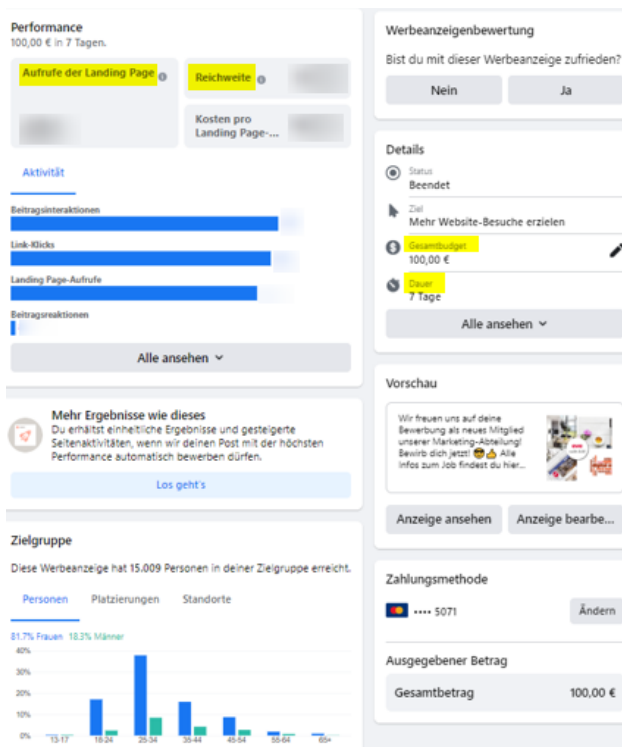 Performance
100,00 € in 7 Tagen.
Aufrufe der Landing Page
Reichweite
Kosten pro
Landing Page-...
Aktivität
Beitragsinteraktionen
Link-Klicks
Landing Page-Aufrufe
Beitragsreaktionen
Alle ansehen
Mehr Ergebnisse wie dieses
Du erhältst einheitliche Ergebnisse und gesteigerte
Seitenaktivitäten, wenn wir deinen Post mit der höchsten
Performance automatisch bewerben dürfen.
Los geht's
Zielgruppe
Diese Werbeanzeige hat 15.009 Personen in deiner Zielgruppe erreicht.
Personen Platzierungen Standorte
81.7% Frauen 18.3% Männer
40%
30%
20%
10%
0%
13-17 18-24 25-34 35-44 45-54 55-64 65+
Werbeanzeigenbewertung
Bist du mit dieser Werbeanzeige zufrieden?
Nein Ja
Details
Status
Beendet
Ziel
Mehr Website-Besuche erzielen
Gesamtbudget
100,00 €
Dauer
7 Tage
Alle ansehen
Vorschau
Wir freuen uns auf deine
Bewerbung als neues Mitglied
unserer Marketing-Abteilung!
Bewirb dich jetzt! 😎👍 Alle
Infos zum Job findest du hier...
Anzeige ansehen Anzeige bearbe...
Zahlungsmethode
•••• 5071 Ändern
Ausgegebener Betrag
Gesamtbetrag 100,00 €